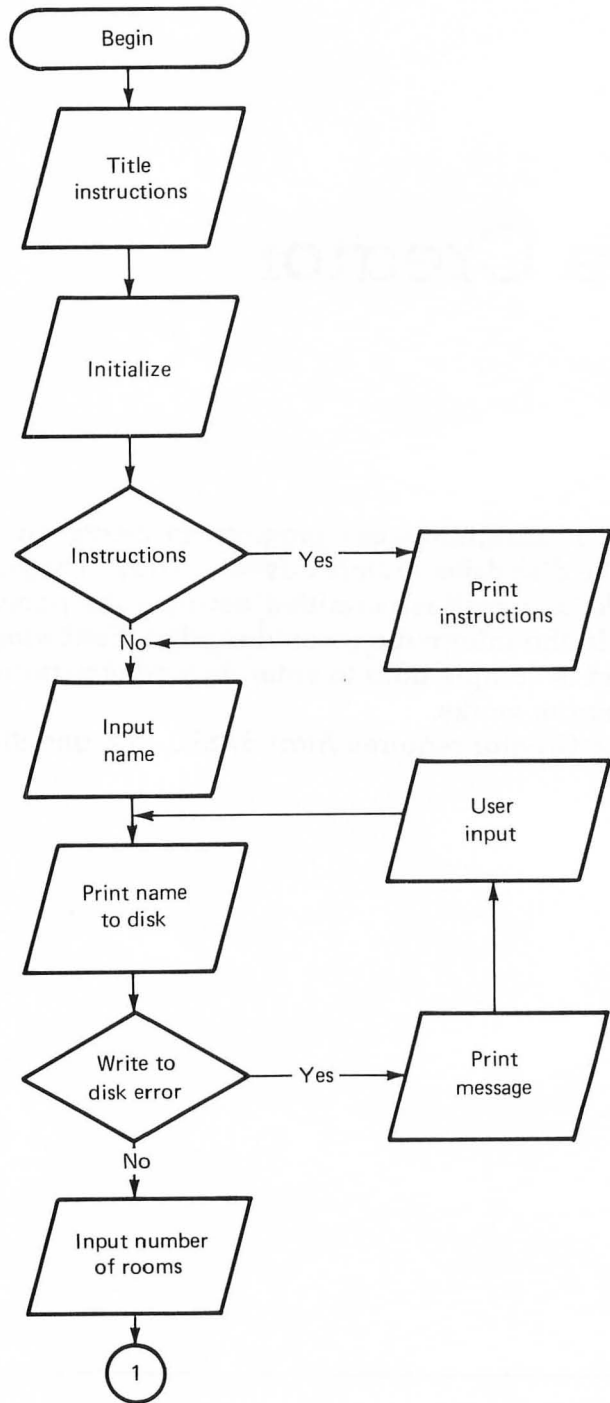 Begin
Title
instructions
Initialize
Instructions
Yes
Print
instructions
No
Input
name
User
input
Print name
to disk
Write to
disk error
Yes
Print
message
No
Input number
of rooms
1